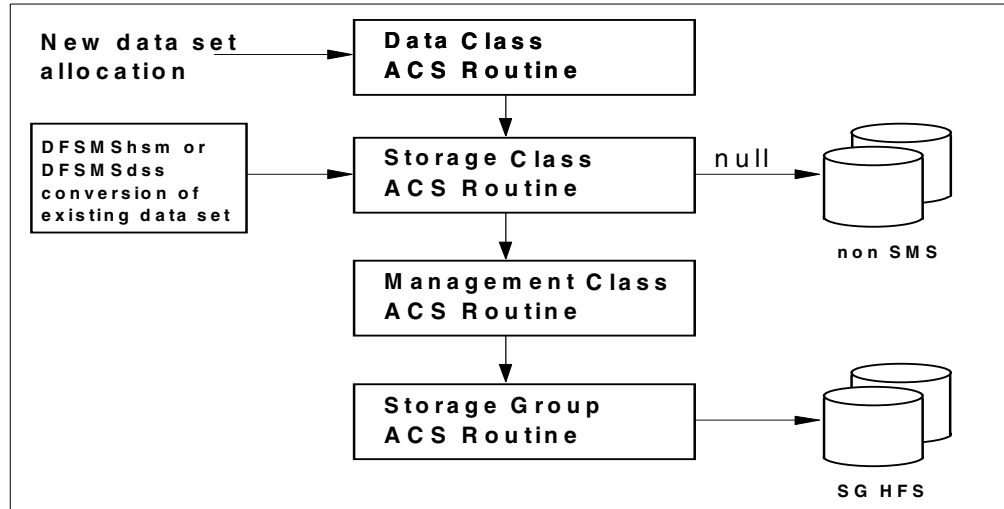 New data set
allocation
Data Class
ACS Routine
DFSMShsm or
DFSMSdss
conversion of
existing data set
Storage Class
ACS Routine
null
non SMS
Management Class
ACS Routine
Storage Group
ACS Routine
SG HFS